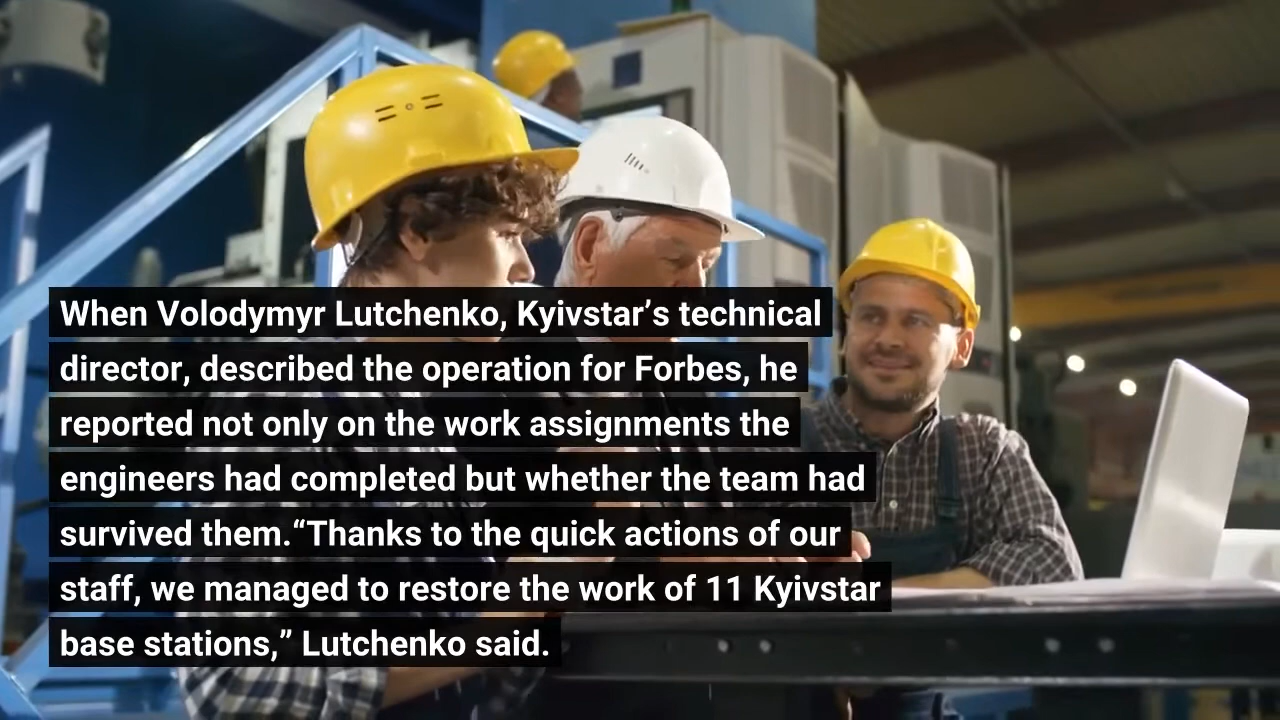 When Volodymyr Lutchenko, Kyivstar’s technical
director, described the operation for Forbes, he
reported not only on the work assignments the
engineers had completed but whether the team had
survived them.“Thanks to the quick actions of our
staff, we managed to restore the work of 11 Kyivstar
base stations,” Lutchenko said.